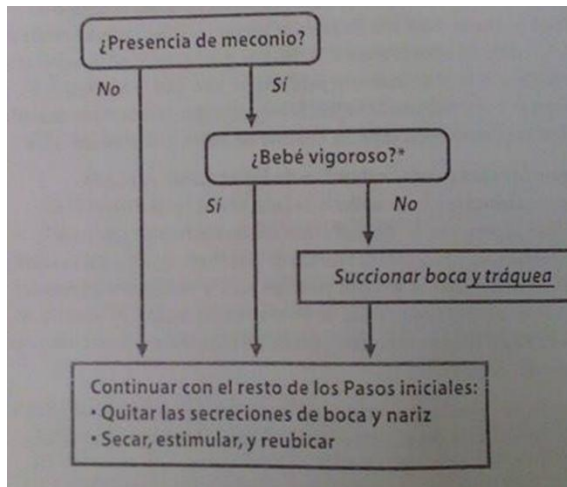 ¿Presencia de meconio?
No
Sí
¿Bebé vigoroso?*
Sí
No
Succionar boca y tráquea
Continuar con el resto de los Pasos iniciales:
• Quitar las secreciones de boca y nariz
• Secar, estimular, y reubicar